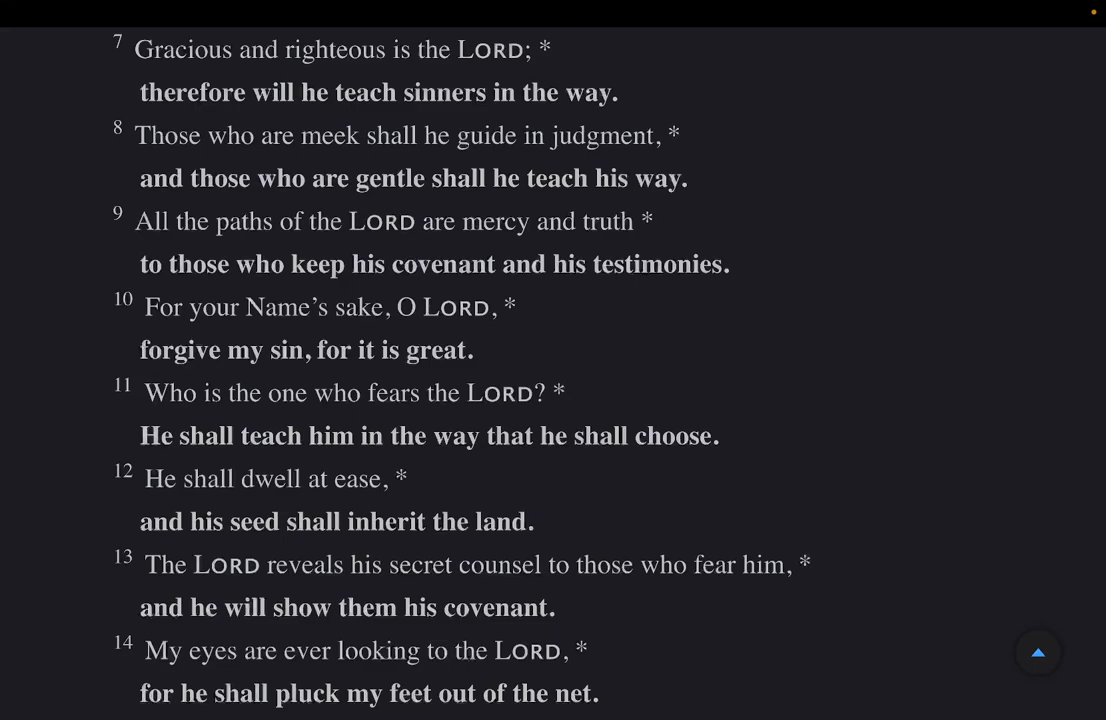 7 Gracious and righteous is the LORD; *
therefore will he teach sinners in the way.
8 Those who are meek shall he guide in judgment, *
and those who are gentle shall he teach his way.
9 All the paths of the LORD are mercy and truth *
to those who keep his covenant and his testimonies.
10 For your Name’s sake, O LORD, *
forgive my sin, for it is great.
11 Who is the one who fears the LORD? *
He shall teach him in the way that he shall choose.
12 He shall dwell at ease, *
and his seed shall inherit the land.
13 The LORD reveals his secret counsel to those who fear him, *
and he will show them his covenant.
14 My eyes are ever looking to the LORD, *
for he shall pluck my feet out of the net.